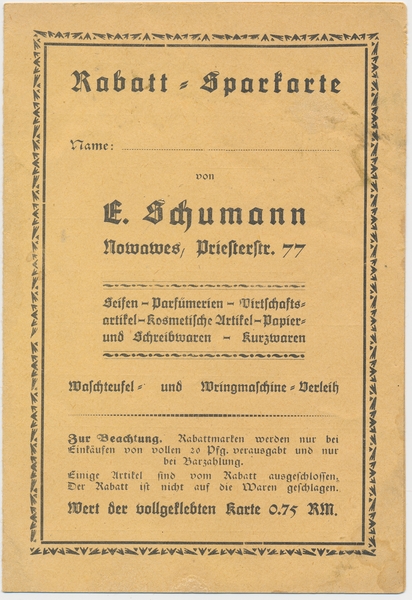 Rabatt = Sparkarte
Name:
von
E. Schumann
Nowawes, Priesterstr. 77
Seifen – Parfümerien – Wirtschafts-
artikel – Kosmetische Artikel – Papier-
und Schreibwaren – Kurzwaren
Waschteufel- und Wringmaschine = Verleih
Zur Beachtung. Rabattmarken werden nur bei
Einkäufen von vollen 20 Pfg. verausgabt und nur
bei Barzahlung.
Einige Artikel sind vom Rabatt ausgeschlossen,
Der Rabatt ist nicht auf die Waren geschlagen.
Wert der vollgeklebten Karte 0.75 RM.